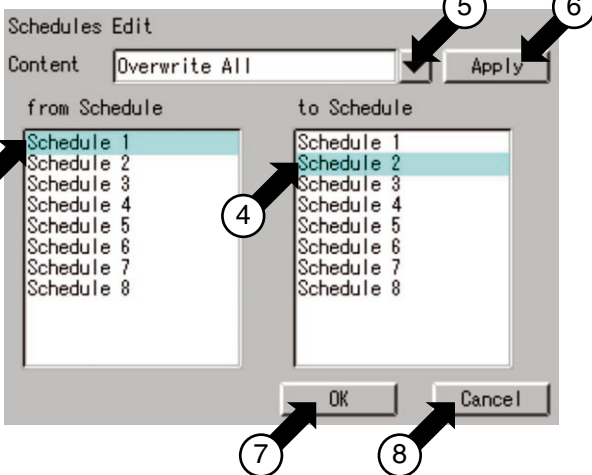 5
6
Schedules Edit
Content Overwrite All Apply
from Schedule to Schedule
Schedule 1 Schedule 1
Schedule 2 Schedule 2
Schedule 3 Schedule 3
Schedule 4 Schedule 4
Schedule 5 Schedule 5
Schedule 6 Schedule 6
Schedule 7 Schedule 7
Schedule 8 Schedule 8
4
OK Cancel
7
8